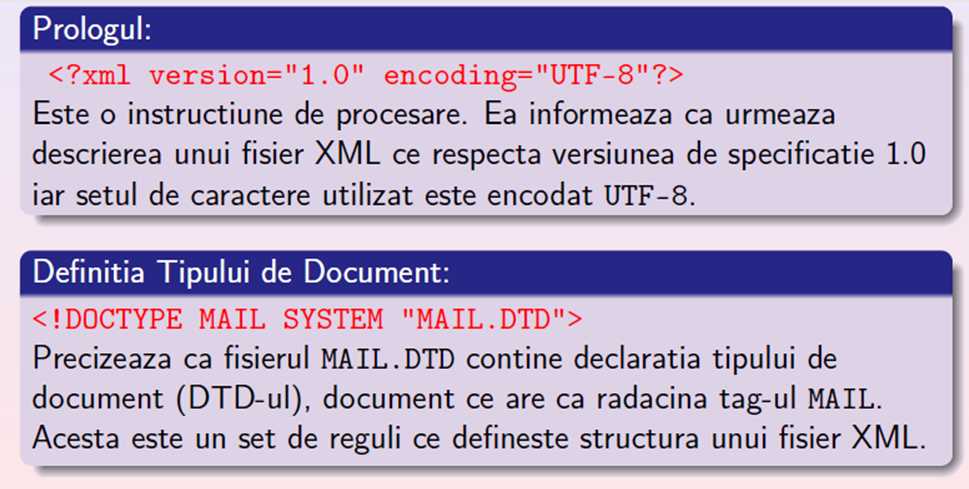 Prologul:
<?xml version="1.0" encoding="UTF-8"?>
Este o instructiune de procesare. Ea informeaza ca urmeaza
descrierea unui fisier XML ce respecta versiunea de specificatie 1.0
iar setul de caractere utilizat este encodat UTF-8.
Definitia Tipului de Document:
<!DOCTYPE MAIL SYSTEM "MAIL.DTD">
Precizeaza ca fisierul MAIL.DTD contine declaratia tipului de
document (DTD-ul), document ce are ca radacina tag-ul MAIL.
Acesta este un set de reguli ce defineste structura unui fisier XML.